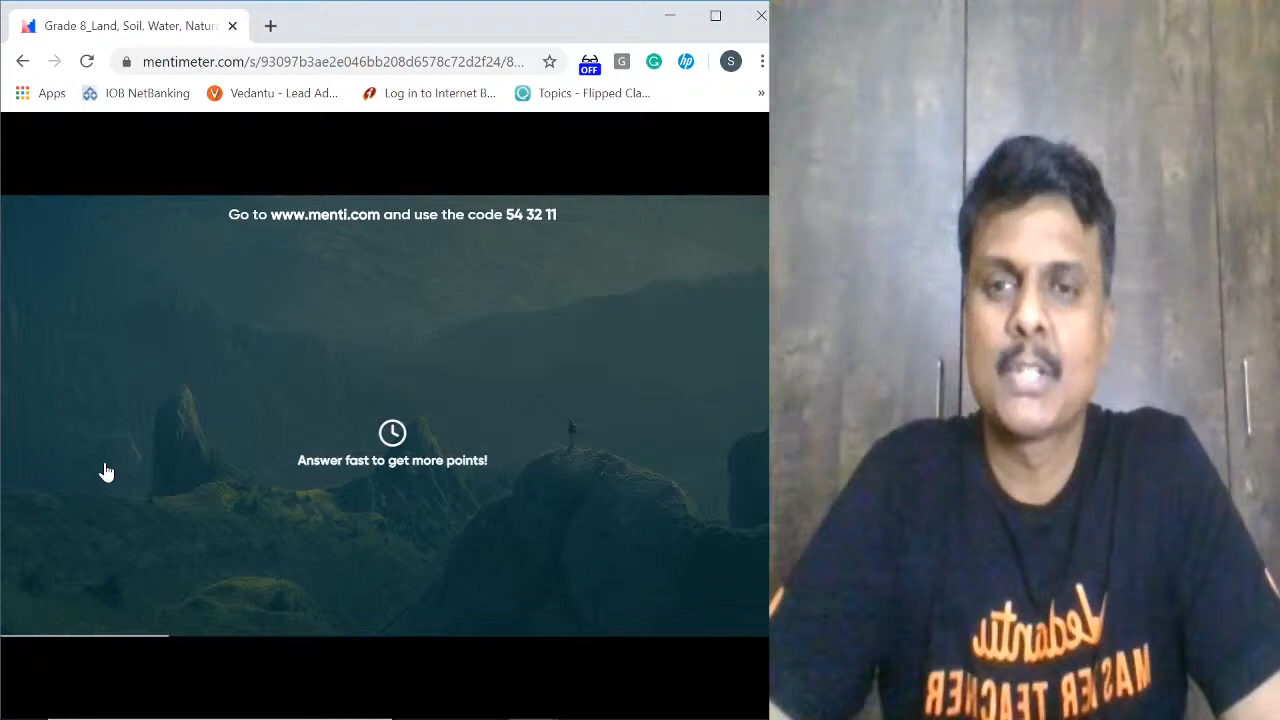 Grade 8_Land, Soil, Water, Natura
mentimeter.com/s/93097b3ae2e046bb208d6578c72d2f24/8...
OFF
G
S
Apps
IOB NetBanking
Vedantu - Lead Ad...
Log in to Internet B...
Topics - Flipped Cla...
»
Go to www.menti.com and use the code 54 32 11
Answer fast to get more points!
Vedantu
MASTER TEACHER